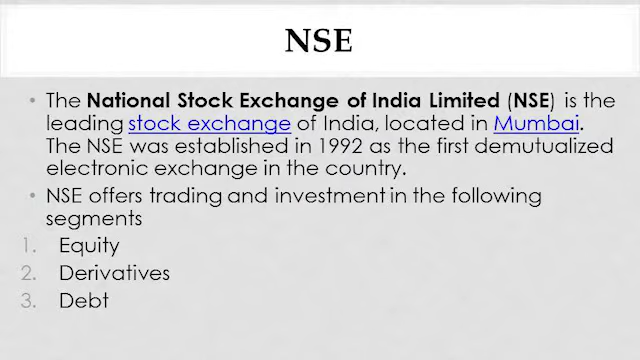 NSE
• The National Stock Exchange of India Limited (NSE) is the
leading stock exchange of India, located in Mumbai.
The NSE was established in 1992 as the first demutualized
electronic exchange in the country.
• NSE offers trading and investment in the following
segments
1. Equity
2. Derivatives
3. Debt